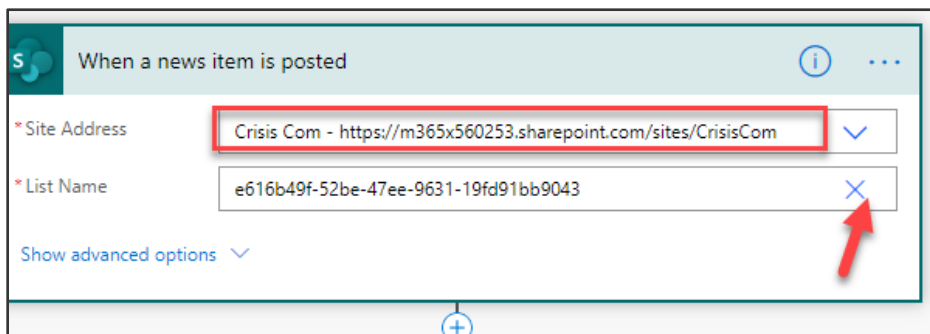 S
When a news item is posted
* Site Address
Crisis Com - https://m365x560253.sharepoint.com/sites/CrisisCom
* List Name
e616b49f-52be-47ee-9631-19fd91bb9043
Show advanced options